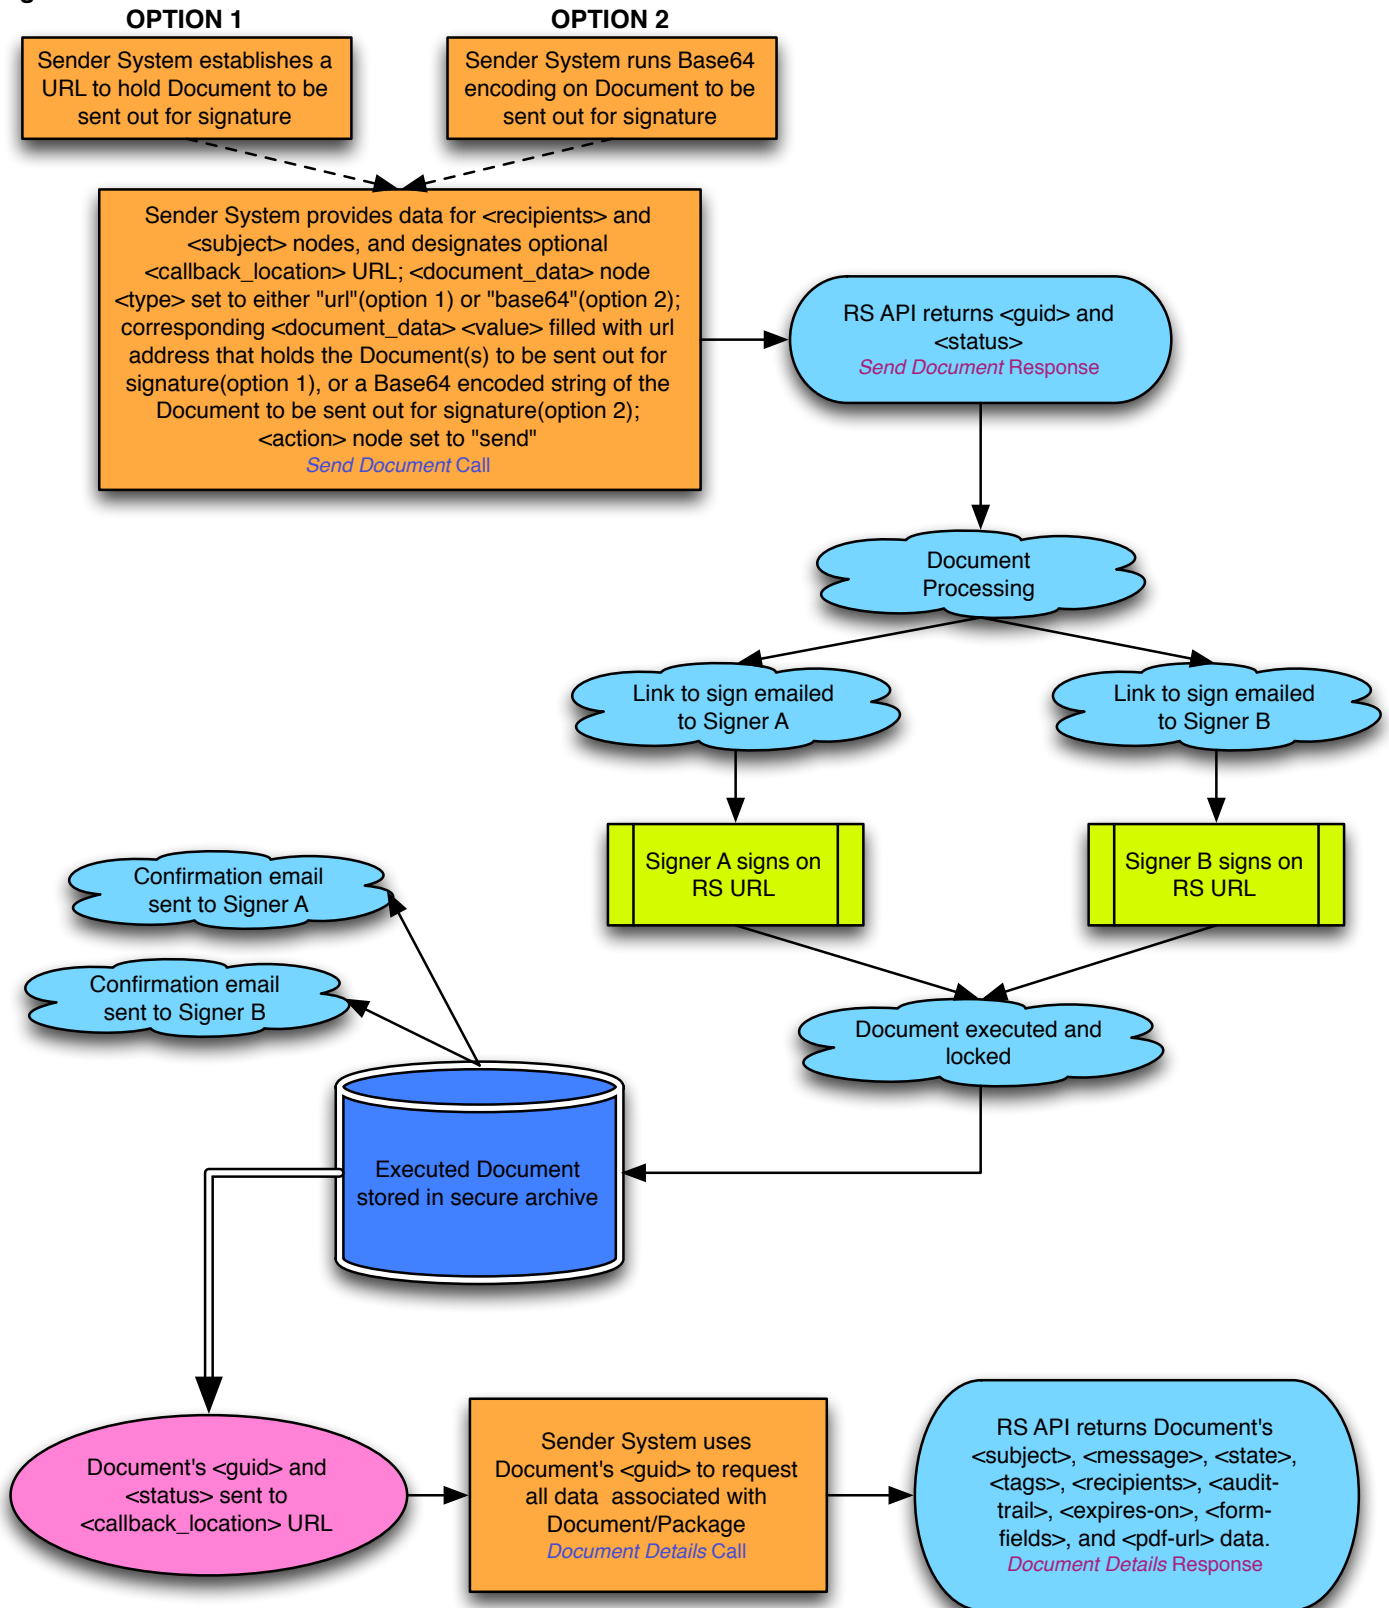 OPTION 1
OPTION 2
Sender System establishes a
URL to hold Document to be
sent out for signature
Sender System runs Base64
encoding on Document to be
sent out for signature
Sender System provides data for <recipients> and
<subject> nodes, and designates optional
<callback_location> URL; <document_data> node
<type> set to either "url"(option 1) or "base64"(option 2);
corresponding <document_data> <value> filled with url
address that holds the Document(s) to be sent out for
signature(option 1), or a Base64 encoded string of the
Document to be sent out for signature(option 2);
<action> node set to "send"
Send Document Call
RS API returns <guid> and
<status>
Send Document Response
Document
Processing
Link to sign emailed
to Signer A
Link to sign emailed
to Signer B
Signer A signs on
RS URL
Signer B signs on
RS URL
Confirmation email
sent to Signer A
Confirmation email
sent to Signer B
Document executed and
locked
Executed Document
stored in secure archive
Document's <guid> and
<status> sent to
<callback_location> URL
Sender System uses
Document's <guid> to request
all data  associated with
Document/Package
Document Details Call
RS API returns Document's
<subject>, <message>, <state>,
<tags>, <recipients>, <audit-
trail>, <expires-on>, <form-
fields>, and <pdf-url> data.
Document Details Response